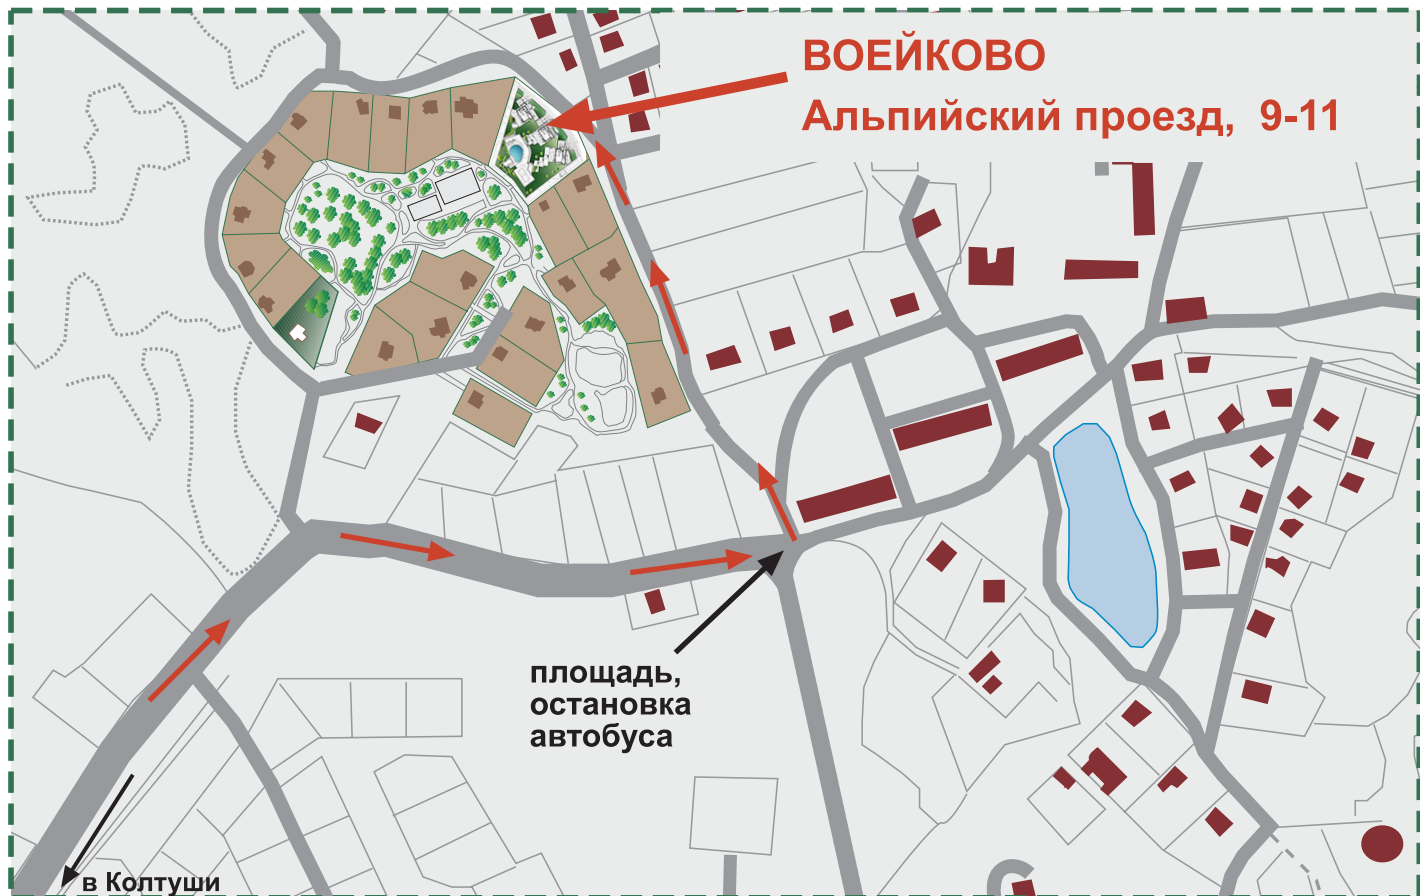 ВОЕЙКОВО
Альпийский проезд, 9-11
площадь,
остановка
автобуса
в Колтуши